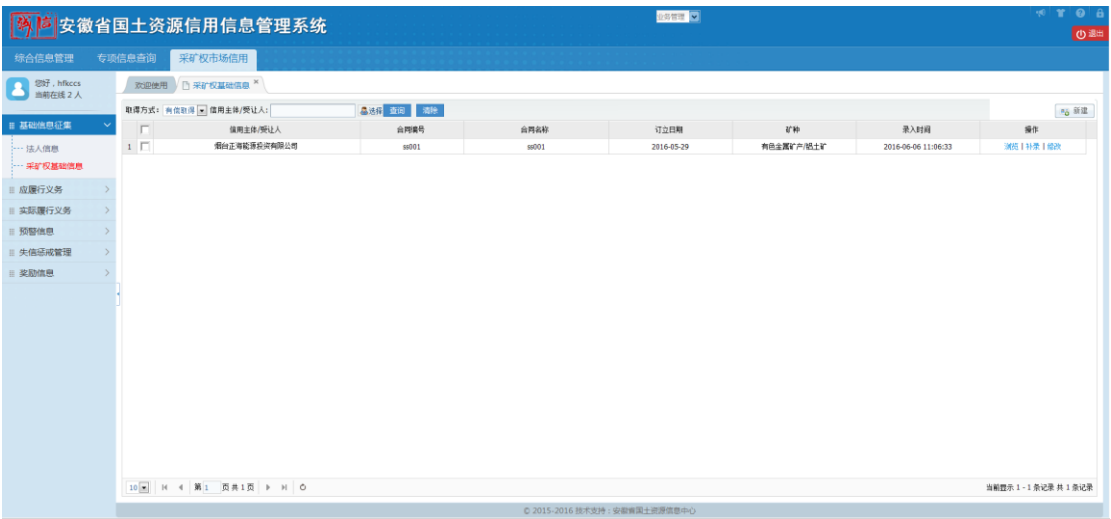 诚信 安徽省国土资源信用信息管理系统
业务管理
退出
综合信息管理 专项信息查询 采矿权市场信用
您好，hfkccs
当前在线 2 人
欢迎使用 采矿权基础信息 ×
取得方式： 有偿取得 信用主体/受让人： 选择 查询 清除 新建
基础信息征集
法人信息
采矿权基础信息
应履行义务
实际履行义务
预警信息
失信惩戒管理
奖励信息
信用主体/受让人 合同编号 合同名称 订立日期 矿种 录入时间 操作
1 烟台正海能源投资有限公司 ss001 ss001 2016-05-29 有色金属矿产/铝土矿 2016-06-06 11:06:33 浏览 | 补录 | 修改
10 第 1 页 共 1 页 当前显示 1 - 1 条记录 共 1 条记录
© 2015-2016 技术支持：安徽省国土资源信息中心